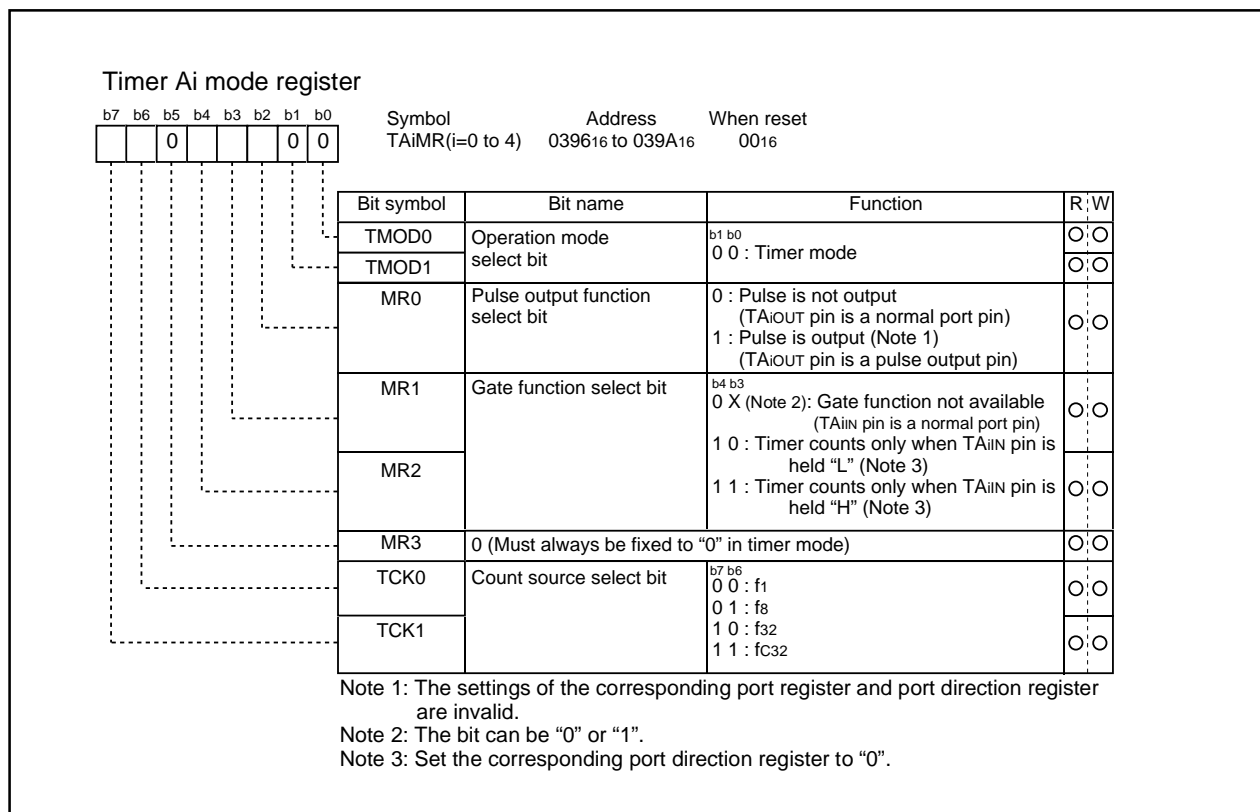 Timer Ai mode register
b7 b6 b5 b4 b3 b2 b1 b0
0 0 0
Symbol Address When reset
TAiMR(i=0 to 4) 039616 to 039A16 0016
Bit symbol Bit name Function R W
TMOD0 Operation mode select bit
b1 b0
0 0 : Timer mode
TMOD1
MR0 Pulse output function select bit
0 : Pulse is not output
(TAiOUT pin is a normal port pin)
1 : Pulse is output (Note 1)
(TAiOUT pin is a pulse output pin)
MR1 Gate function select bit
b4 b3
0 X (Note 2): Gate function not available
(TAiIN pin is a normal port pin)
1 0 : Timer counts only when TAiIN pin is
held “L” (Note 3)
MR2
1 1 : Timer counts only when TAiIN pin is
held “H” (Note 3)
MR3 0 (Must always be fixed to “0” in timer mode)
TCK0 Count source select bit
b7 b6
0 0 : f1
0 1 : f8
TCK1
1 0 : f32
1 1 : fC32
Note 1: The settings of the corresponding port register and port direction register
are invalid.
Note 2: The bit can be “0” or “1”.
Note 3: Set the corresponding port direction register to “0”.